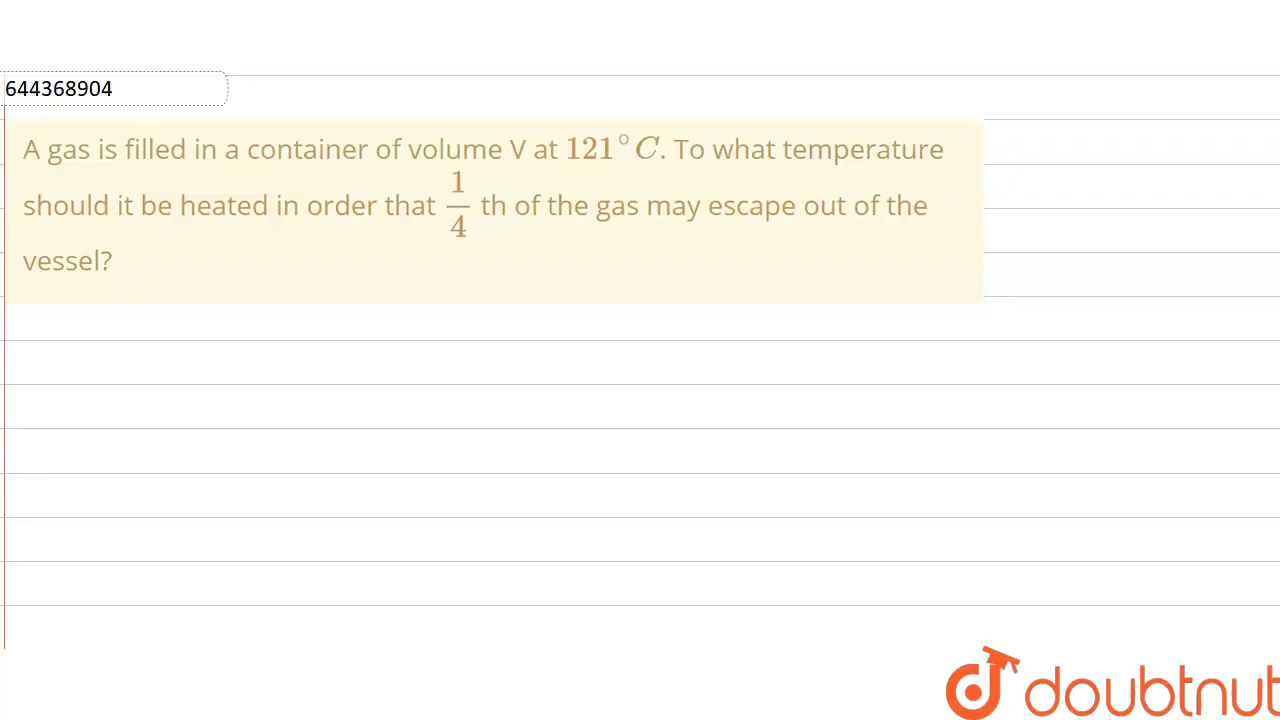 644368904
A gas is filled in a container of volume V at 121°C. To what temperature
should it be heated in order that 1/4 th of the gas may escape out of the
vessel?
doubtnut